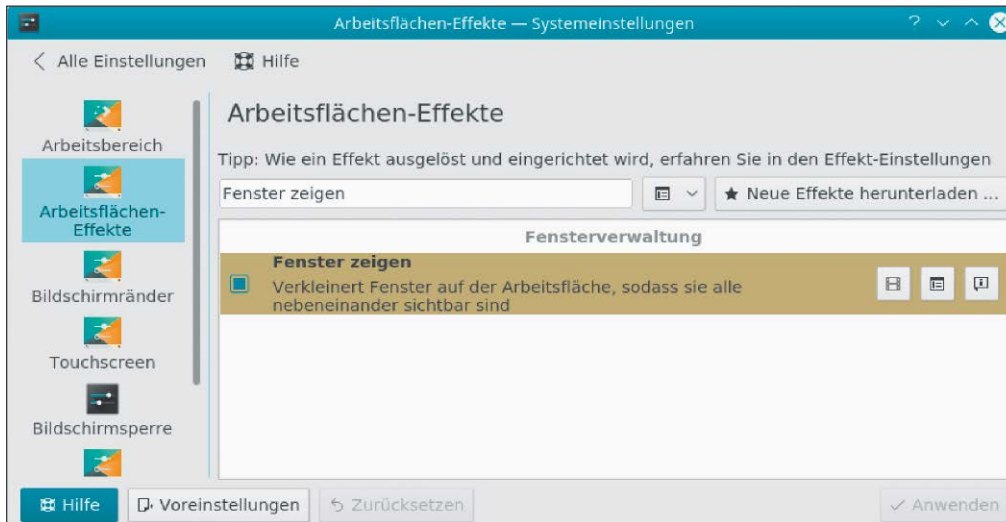 Arbeitsflächen-Effekte — Systemeinstellungen
Alle Einstellungen
Hilfe
Arbeitsbereich
Arbeitsflächen-
Effekte
Bildschirmränder
Touchscreen
Bildschirmsperre
Arbeitsflächen-Effekte
Tipp: Wie ein Effekt ausgelöst und eingerichtet wird, erfahren Sie in den Effekt-Einstellungen
Fenster zeigen
Neue Effekte herunterladen ...
Fensterverwaltung
Fenster zeigen
Verkleinert Fenster auf der Arbeitsfläche, sodass sie alle
nebeneinander sichtbar sind
Hilfe
Voreinstellungen
Zurücksetzen
Anwenden